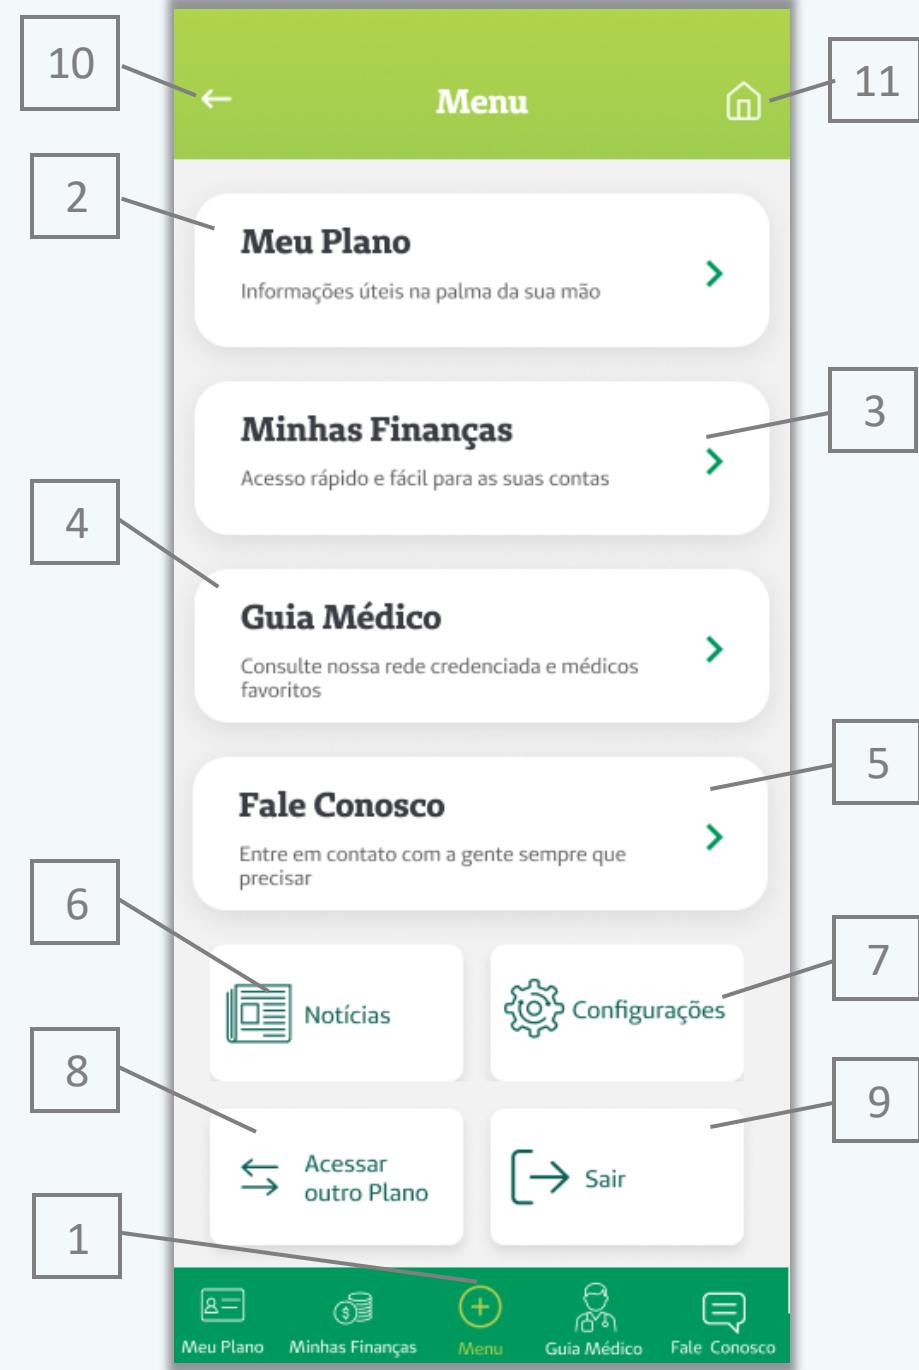 10
Menu
11
2
Meu Plano
Informações úteis na palma da sua mão
3
Minhas Finanças
Acesso rápido e fácil para as suas contas
4
Guia Médico
Consulte nossa rede credenciada e médicos
favoritos
5
Fale Conosco
Entre em contato com a gente sempre que
precisar
6
Notícias
7
Configurações
8
Acessar
outro Plano
9
Sair
1
Meu Plano
Minhas Finanças
Menu
Guia Médico
Fale Conosco